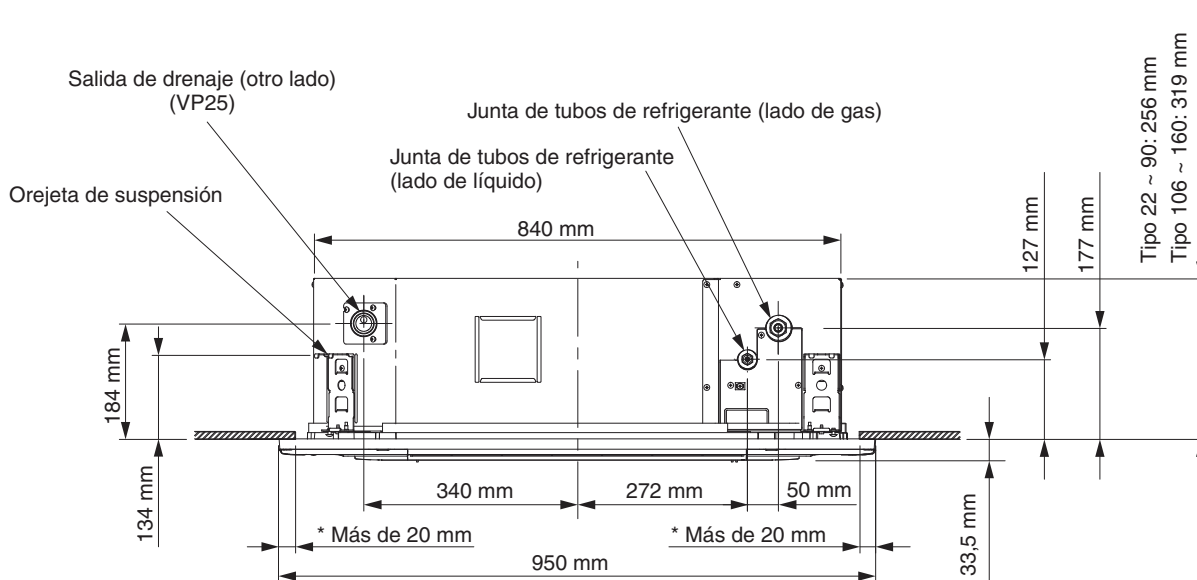 Salida de drenaje (otro lado)
(VP25)
Junta de tubos de refrigerante (lado de gas)
Junta de tubos de refrigerante
(lado de líquido)
Orejeta de suspensión
840 mm
127 mm
177 mm
Tipo 22 ~ 90: 256 mm
Tipo 106 ~ 160: 319 mm
184 mm
134 mm
340 mm
272 mm
50 mm
33,5 mm
* Más de 20 mm
* Más de 20 mm
950 mm